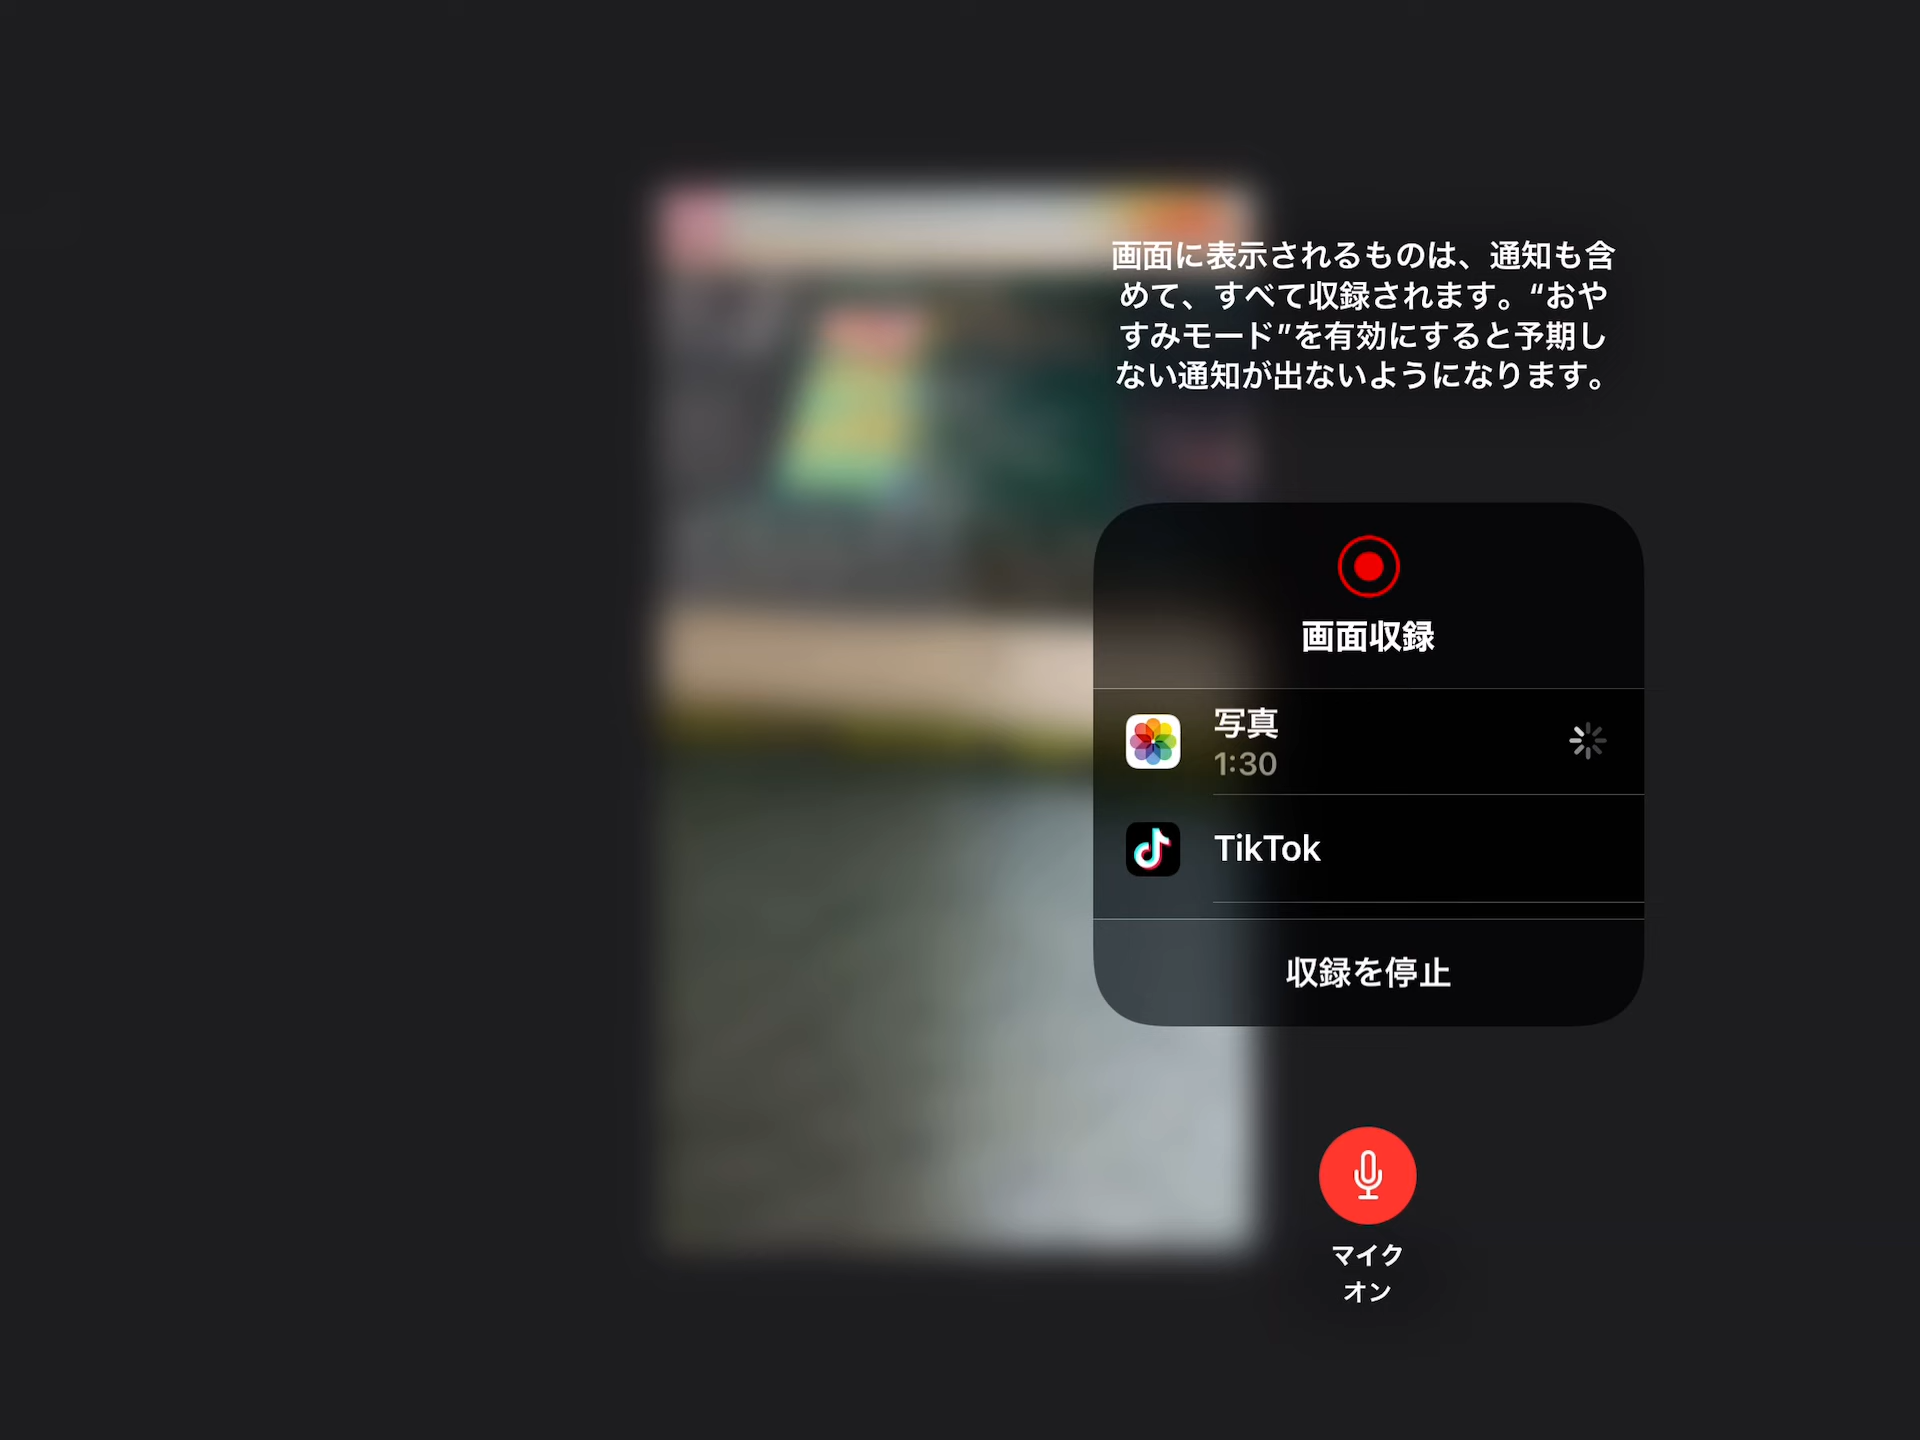 画面に表示されるものは、通知も含
めて、すべて収録されます。“おや
すみモード”を有効にすると予期し
ない通知が出ないようになります。
画面収録
写真
1:30
TikTok
収録を停止
マイク
オン